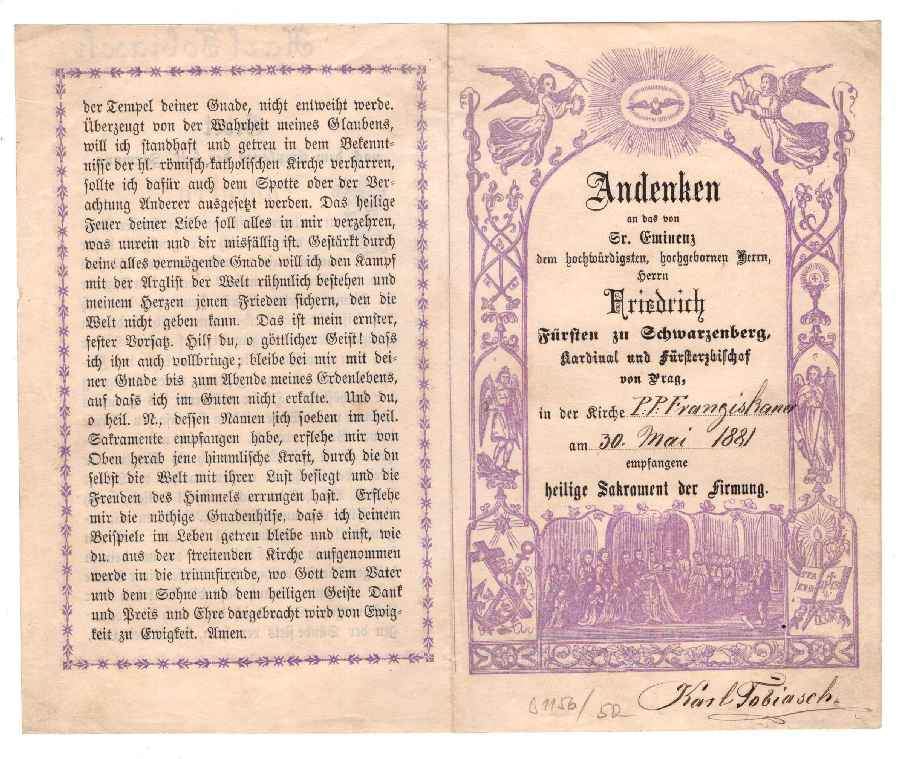 der Tempel deiner Gnade, nicht entweiht werde.
Überzeugt von der Wahrheit meines Glaubens,
will ich standhaft und getreu in dem Bekennt-
nisse der hl. römisch-katholischen Kirche verharren,
sollte ich dafür auch dem Spotte oder der Ver-
achtung Anderer ausgesetzt werden. Das heilige
Feuer deiner Liebe soll alles in mir verzehren,
was unrein und dir misfällig ist. Gestärkt durch
deine alles vermögende Gnade will ich den Kampf
mit der Arglist der Welt rühmlich bestehen und
meinem Herzen jenen Frieden sichern, den die
Welt nicht geben kann. Das ist mein ernster,
fester Vorsatz. Hilf du, o göttlicher Geist! dass
ich ihn auch vollbringe; bleibe bei mir mit dei-
ner Gnade bis zum Abende meines Erdenlebens,
auf dass ich im Guten nicht erkalte. Und du,
o heil. N., dessen Namen ich soeben im heil.
Sakramente empfangen habe, erflehe mir von
Oben herab jene himmlische Kraft, durch die du
selbst die Welt mit ihrer Lust besiegt und die
Freuden des Himmels errungen hast. Erflehe
mir die nöthige Gnadenhilfe, dass ich deinem
Beispiele im Leben getreu bleibe und einst, wie
du, aus der streitenden Kirche aufgenommen
werde in die triumfirende, wo Gott dem Vater
und dem Sohne und dem heiligen Geiste Dank
und Preis und Ehre dargebracht wird von Ewig-
keit zu Ewigkeit. Amen.
Andenken
an das von
Sr. Eminenz
dem hochwürdigsten, hochgebornen Herrn,
Herrn
Friedrich
Fürsten zu Schwarzenberg,
Kardinal und Fürsterzbischof
von Prag,
in der Kirche P.P. Franziskaner
am 30. Mai 1881
empfangene
heilige Sakrament der Firmung.
Karl Tobiasch.